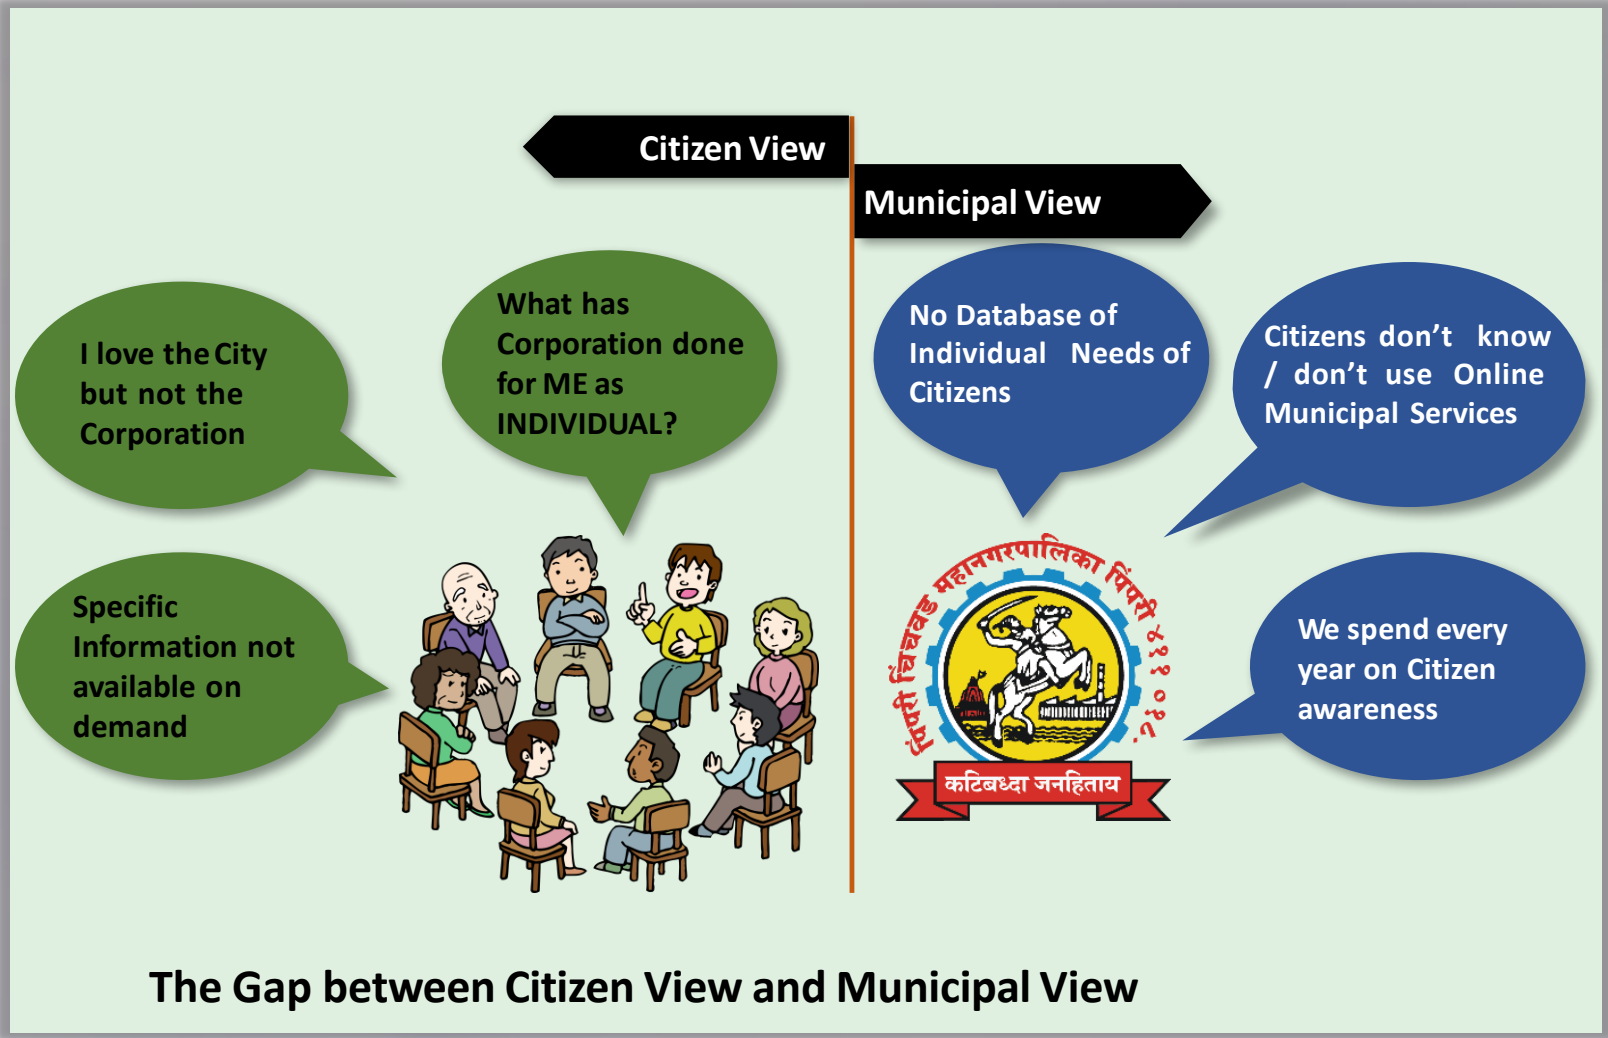 Citizen View
Municipal View
I love the City
but not the
Corporation
What has
Corporation done
for ME as
INDIVIDUAL?
No Database of
Individual Needs of
Citizens
Citizens don’t know
/ don’t use Online
Municipal Services
Specific
Information not
available on
demand
We spend every
year on Citizen
awareness
पिंपरी चिंचवड महानगरपालिका पिंपरी ४११ ०१८.
कटिबध्दा जनहिताय
The Gap between Citizen View and Municipal View